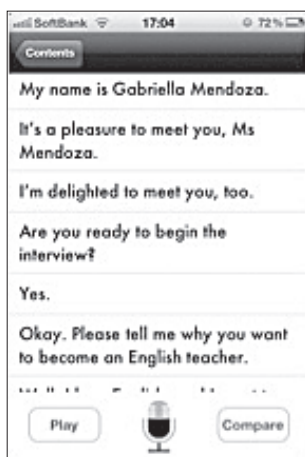 SoftBank 17:04 72%
Contents
My name is Gabriella Mendoza.
It's a pleasure to meet you, Ms
Mendoza.
I'm delighted to meet you, too.
Are you ready to begin the
interview?
Yes.
Okay. Please tell me why you want
to become an English teacher.
Play Compare